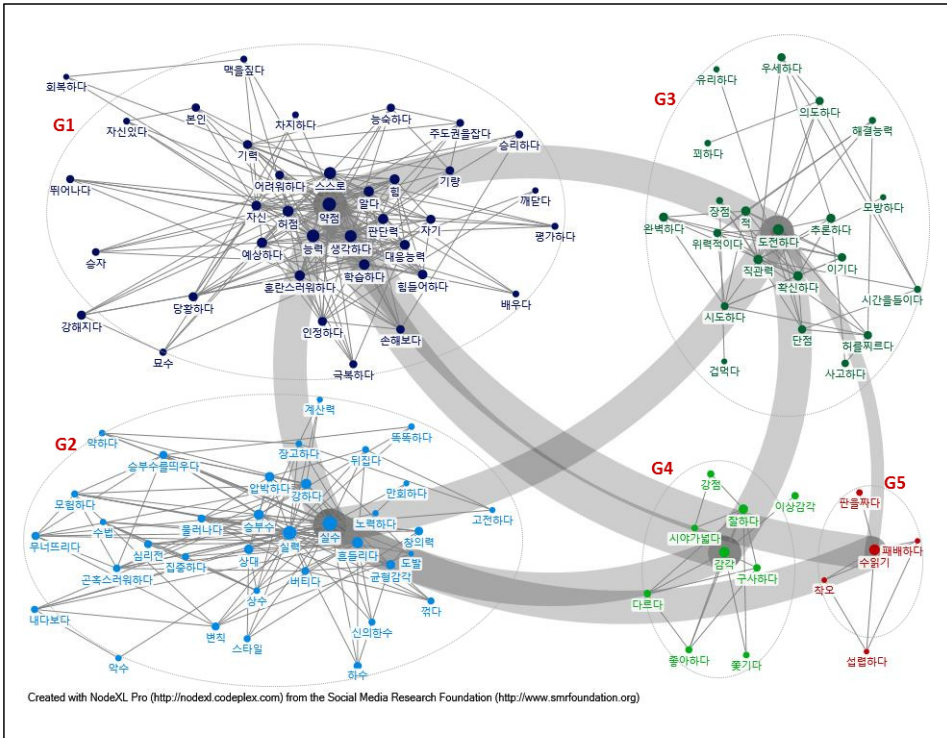 G1
맥을짚다
회복하다
본인
자신있다
차지하다
능숙하다
주도권을잡다
승리하다
기력
뛰어나다
어려워하다
스스로
힘
기량
알다
깨닫다
자신
허점
약점
판단력
자기
평가하다
예상하다
능력
생각하다
대응능력
승자
학습하다
혼란스러워하다
힘들어하다
당황하다
배우다
강해지다
인정하다
손해보다
묘수
극복하다
G3
우세하다
유리하다
의도하다
해결능력
꾀하다
장점
적
모방하다
완벽하다
도전하다
추론하다
위력적이다
직관력
이기다
확신하다
시간을들이다
시도하다
단점
허를찌르다
겁먹다
사고하다
G2
계산력
약하다
똑똑하다
장고하다
뒤집다
승부수를띄우다
압박하다
강하다
만회하다
모험하다
고전하다
수법
물러나다
승부수
노력하다
실수
무너뜨리다
심리전
실력
흔들리다
창의력
집중하다
상대
도발
곤혹스러워하다
버티다
균형감각
상수
꺾다
내다보다
변칙
스타일
신의한수
악수
하수
G4
강점
이상감각
잘하다
시야가넓다
감각
구사하다
다르다
좋아하다
쫓기다
G5
판을짜다
패배하다
수읽기
착오
섭렵하다
Created with NodeXL Pro (http://nodexl.codeplex.com) from the Social Media Research Foundation (http://www.smrfoundation.org)